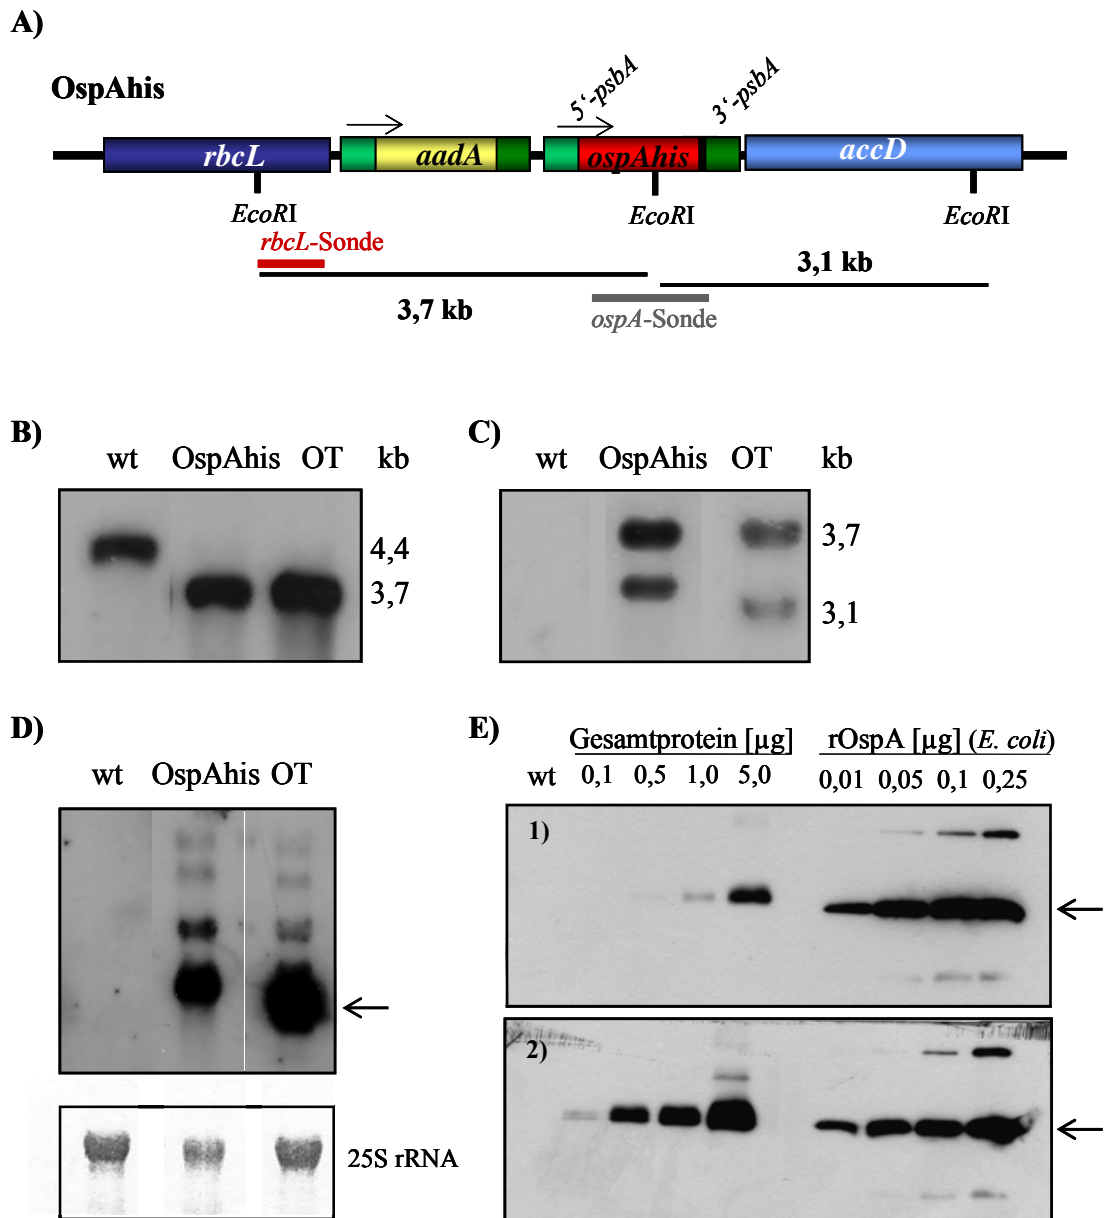 A)
OspAhis
5‘-psbA
3‘-psbA
rbcL
aadA
ospAhis
accD
EcoRI
EcoRI
EcoRI
rbcL-Sonde
3,1 kb
3,7 kb
ospA-Sonde
B)
wt OspAhis OT kb
4,4
3,7
C)
wt OspAhis OT kb
3,7
3,1
D)
wt OspAhis OT
25S rRNA
E)
Gesamtprotein [µg] rOspA [µg] (E. coli)
wt 0,1 0,5 1,0 5,0 0,01 0,05 0,1 0,25
1)
2)